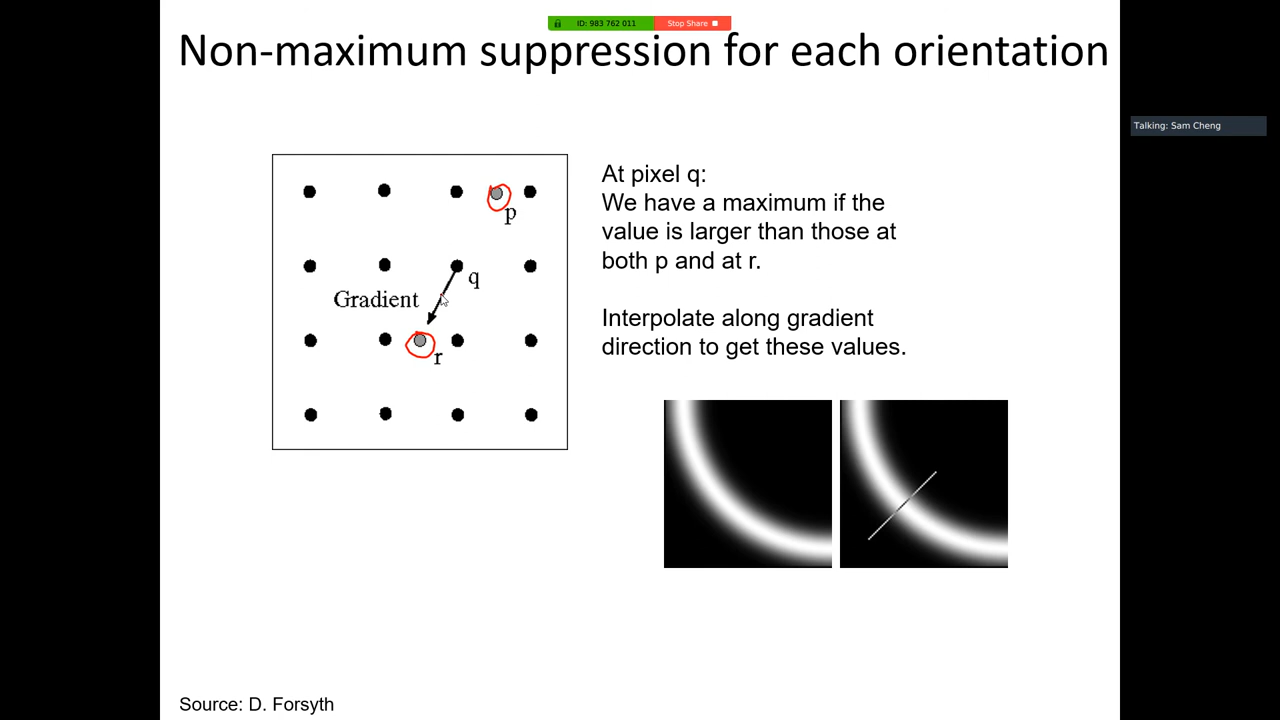 ID: 983 762 011 Stop Share
Non-maximum suppression for each orientation
Talking: Sam Cheng
p
q
Gradient
r
At pixel q:
We have a maximum if the
value is larger than those at
both p and at r.
Interpolate along gradient
direction to get these values.
Source: D. Forsyth